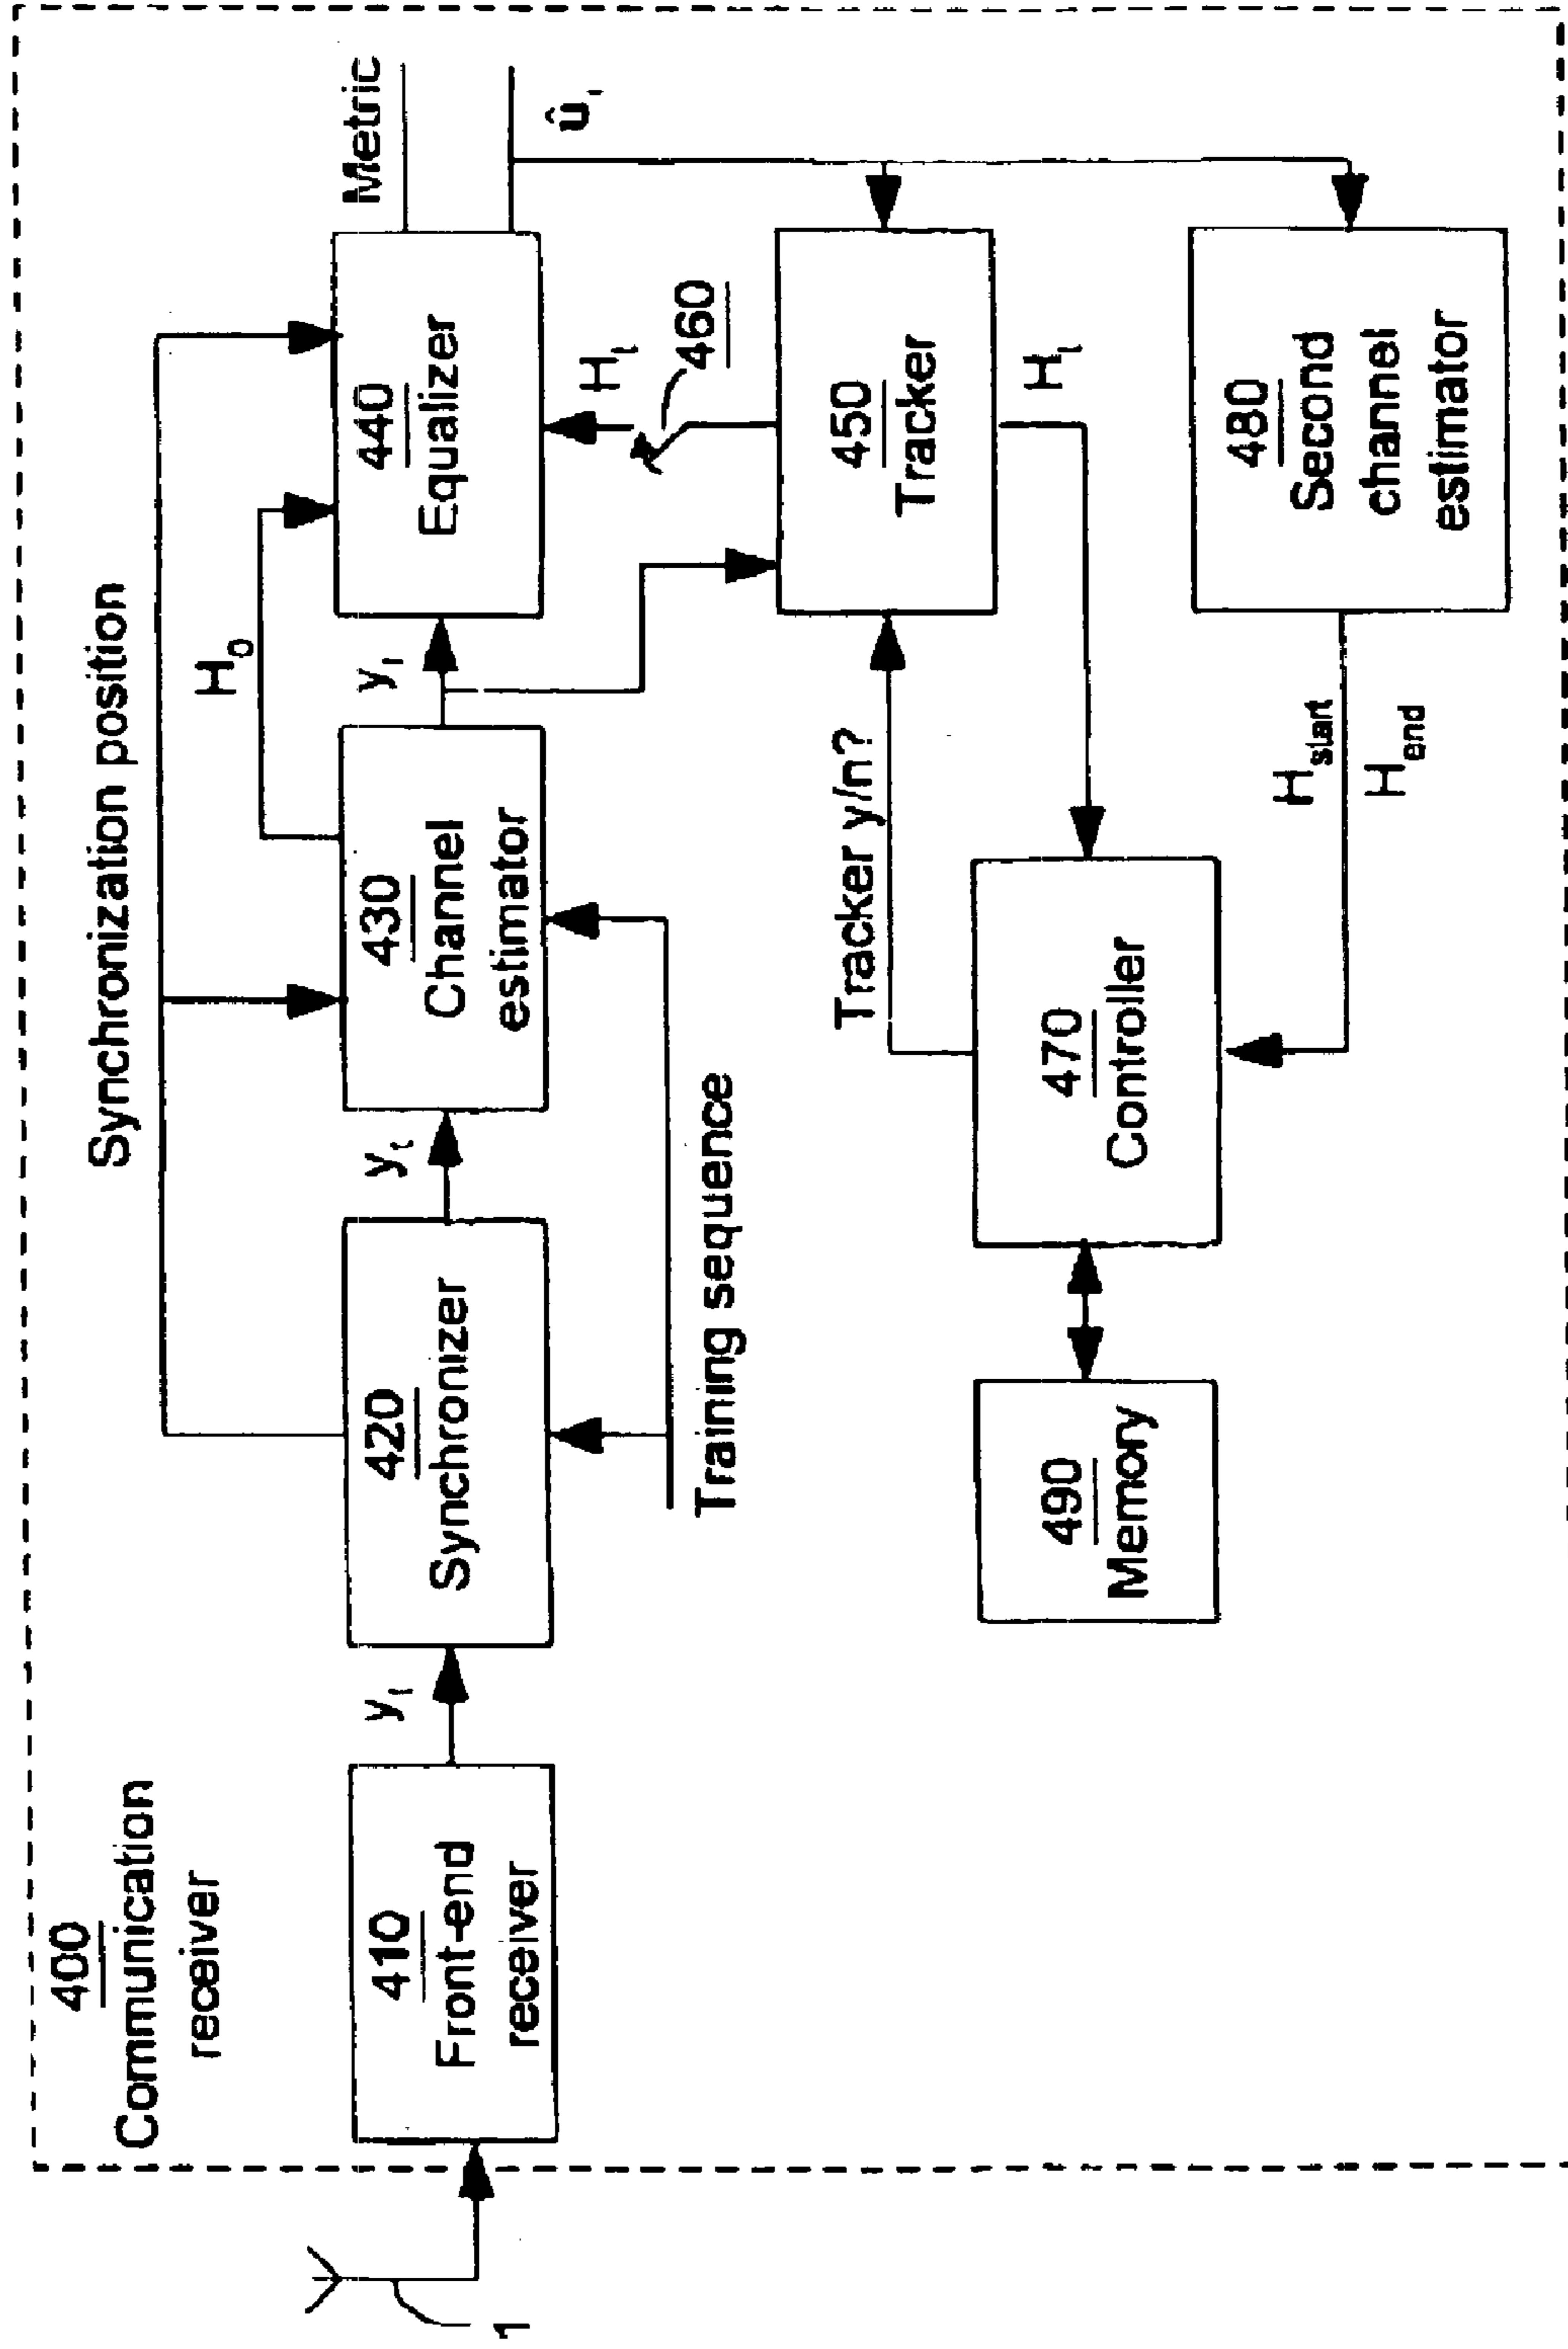 400
Communication
receiver
1
410
Front-end
receiver
y_t
420
Synchronizer
Training sequence
y_t
Synchronization position
430
Channel
estimator
H_0
y_t
440
Equalizer
Metric
û_t
H_t
460
450
Tracker
H_t
Tracker y/n?
470
Controller
490
Memory
H_start
H_end
480
Second
channel
estimator